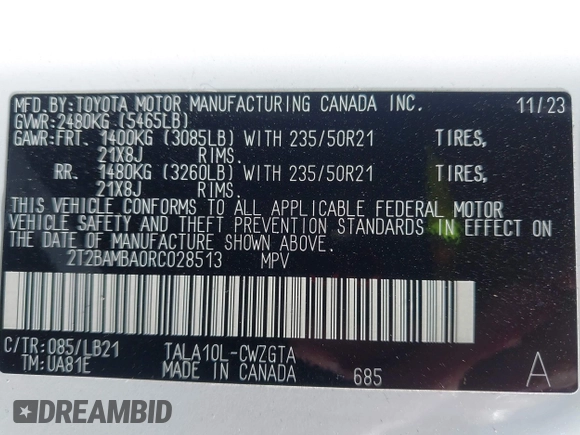 MFD.BY:TOYOTA MOTOR MANUFACTURING CANADA INC. 11/23
GVWR:2480KG (5465LB)
GAWR:FRT. 1400KG (3085LB) WITH 235/50R21 TIRES,
21X8J RIMS.
RR. 1480KG (3260LB) WITH 235/50R21 TIRES,
21X8J RIMS.
THIS VEHICLE CONFORMS TO ALL APPLICABLE FEDERAL MOTOR
VEHICLE SAFETY AND THEFT PREVENTION STANDARDS IN EFFECT ON
THE DATE OF MANUFACTURE SHOWN ABOVE.
2T2BAMBA0RC028513 MPV
C/TR:085/LB21 TALA10L-CWZGTA A
TM:UA81E MADE IN CANADA 685
DREAMBID